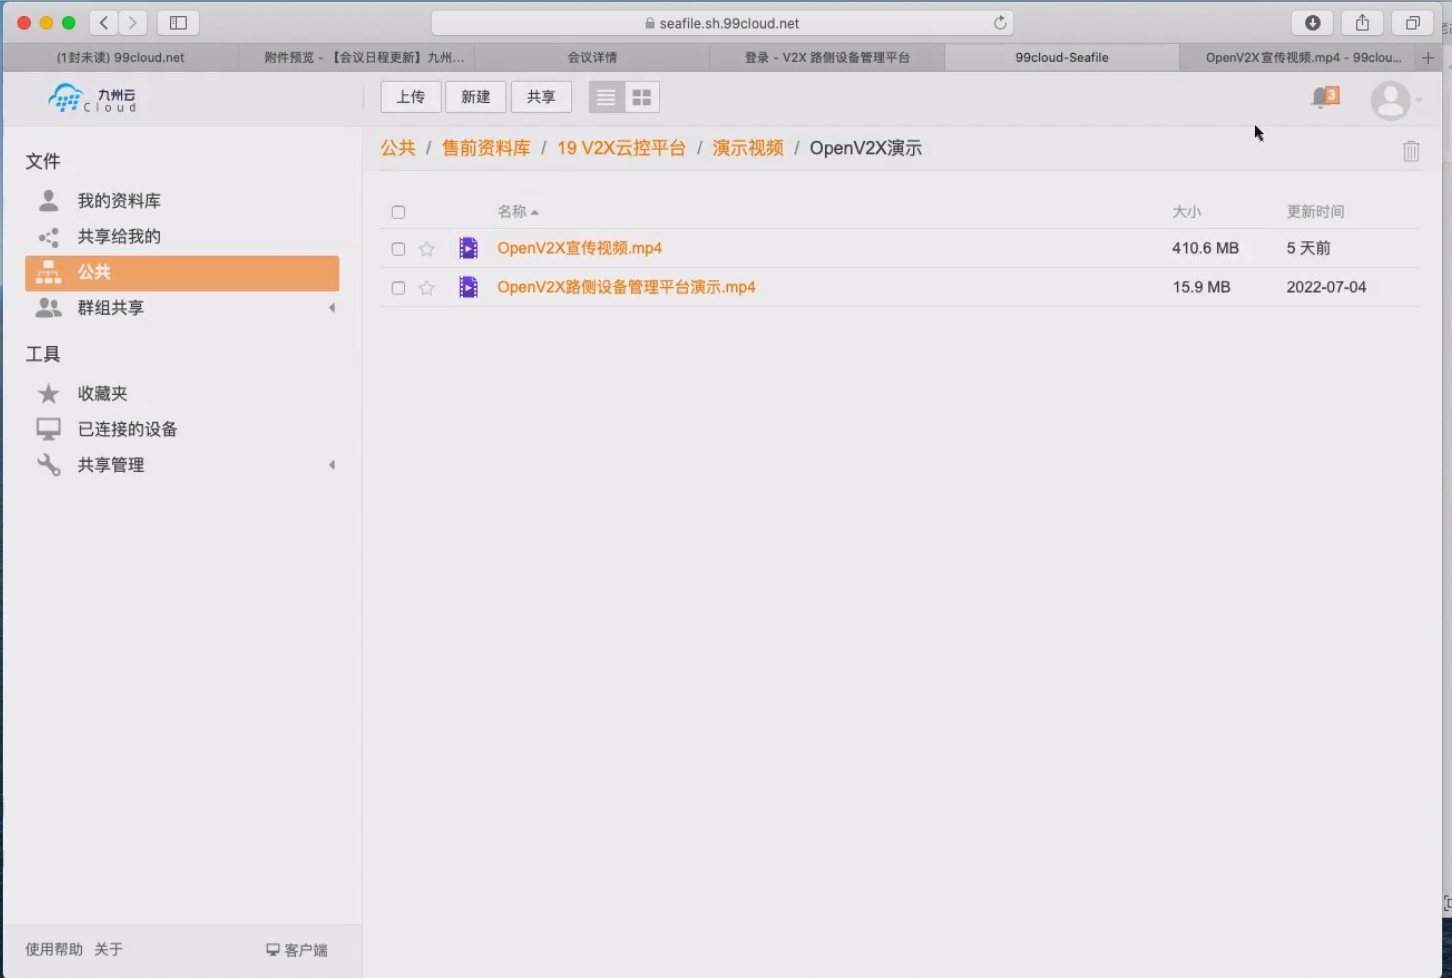 seafile.sh.99cloud.net
(1封未读) 99cloud.net
附件预览 - 【会议日程更新】九州...
会议详情
登录 - V2X 路侧设备管理平台
99cloud-Seafile
OpenV2X宣传视频.mp4 - 99clou...
九州云
Cloud
上传
新建
共享
3
文件
我的资料库
共享给我的
公共
群组共享
工具
收藏夹
已连接的设备
共享管理
使用帮助 关于
客户端
公共 / 售前资料库 / 19 V2X云控平台 / 演示视频 / OpenV2X演示
名称 大小 更新时间
OpenV2X宣传视频.mp4 410.6 MB 5 天前
OpenV2X路侧设备管理平台演示.mp4 15.9 MB 2022-07-04